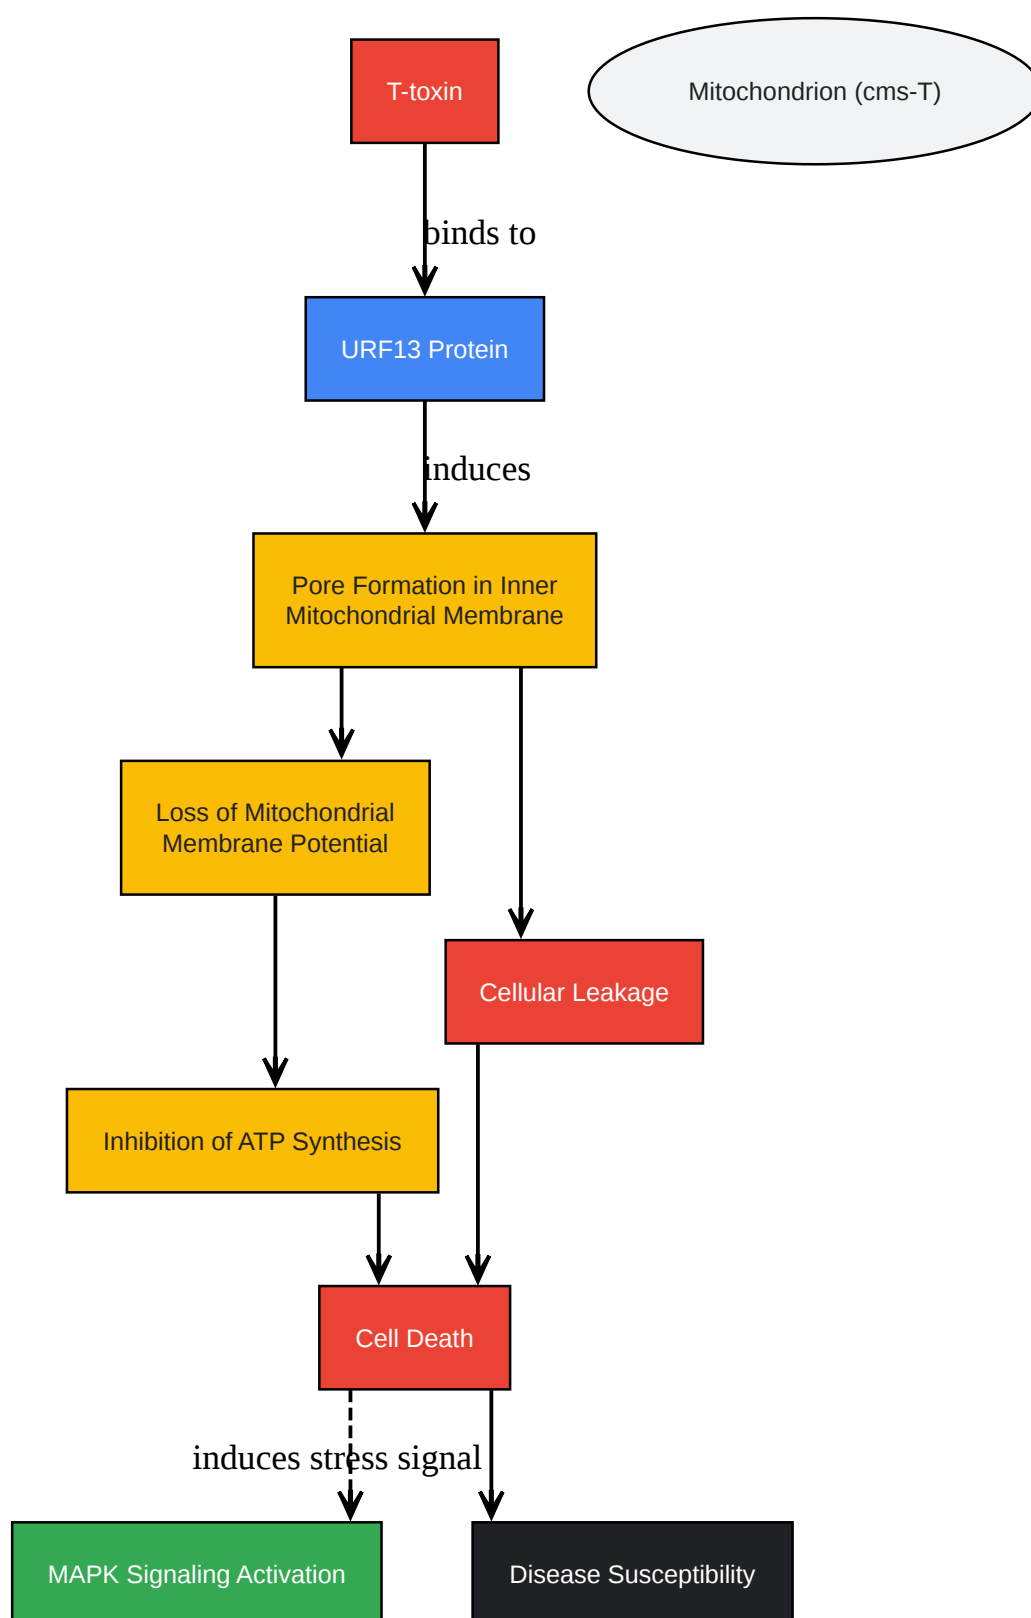 T-toxin
Mitochondrion (cms-T)
binds to
URF13 Protein
induces
Pore Formation in Inner
Mitochondrial Membrane
Loss of Mitochondrial
Membrane Potential
Cellular Leakage
Inhibition of ATP Synthesis
Cell Death
induces stress signal
MAPK Signaling Activation
Disease Susceptibility